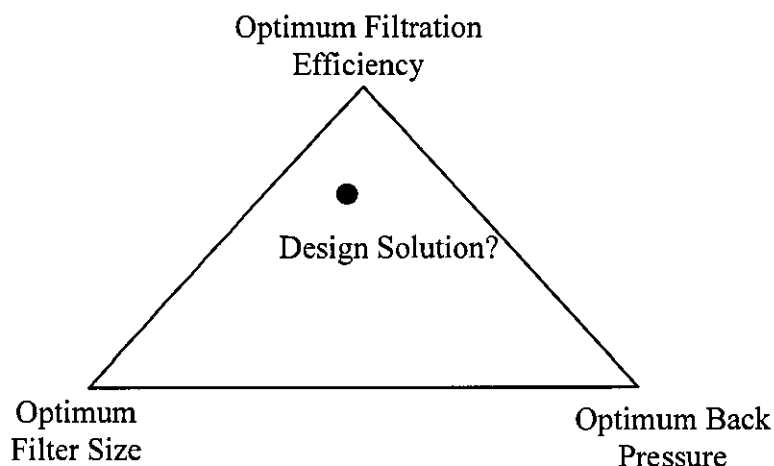 Optimum Filtration
Efficiency
Design Solution?
Optimum
Filter Size
Optimum Back
Pressure